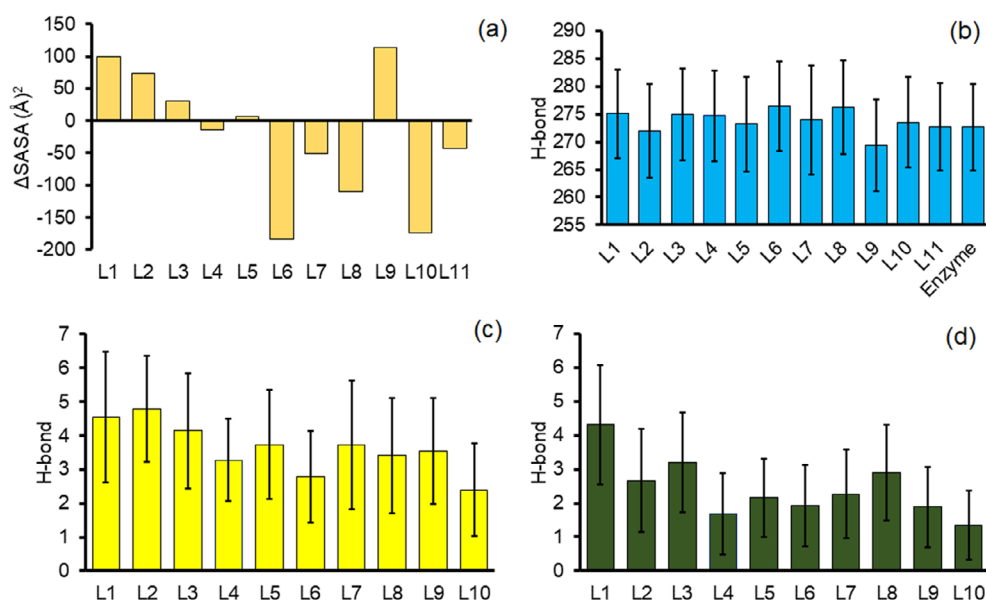 (a)
ΔSASA (Å)²
150
100
50
0
-50
-100
-150
-200
L1 L2 L3 L4 L5 L6 L7 L8 L9 L10 L11
(b)
H-bond
290
285
280
275
270
265
260
255
L1 L2 L3 L4 L5 L6 L7 L8 L9 L10 L11 Enzyme
(c)
H-bond
7
6
5
4
3
2
1
0
L1 L2 L3 L4 L5 L6 L7 L8 L9 L10
(d)
H-bond
7
6
5
4
3
2
1
0
L1 L2 L3 L4 L5 L6 L7 L8 L9 L10